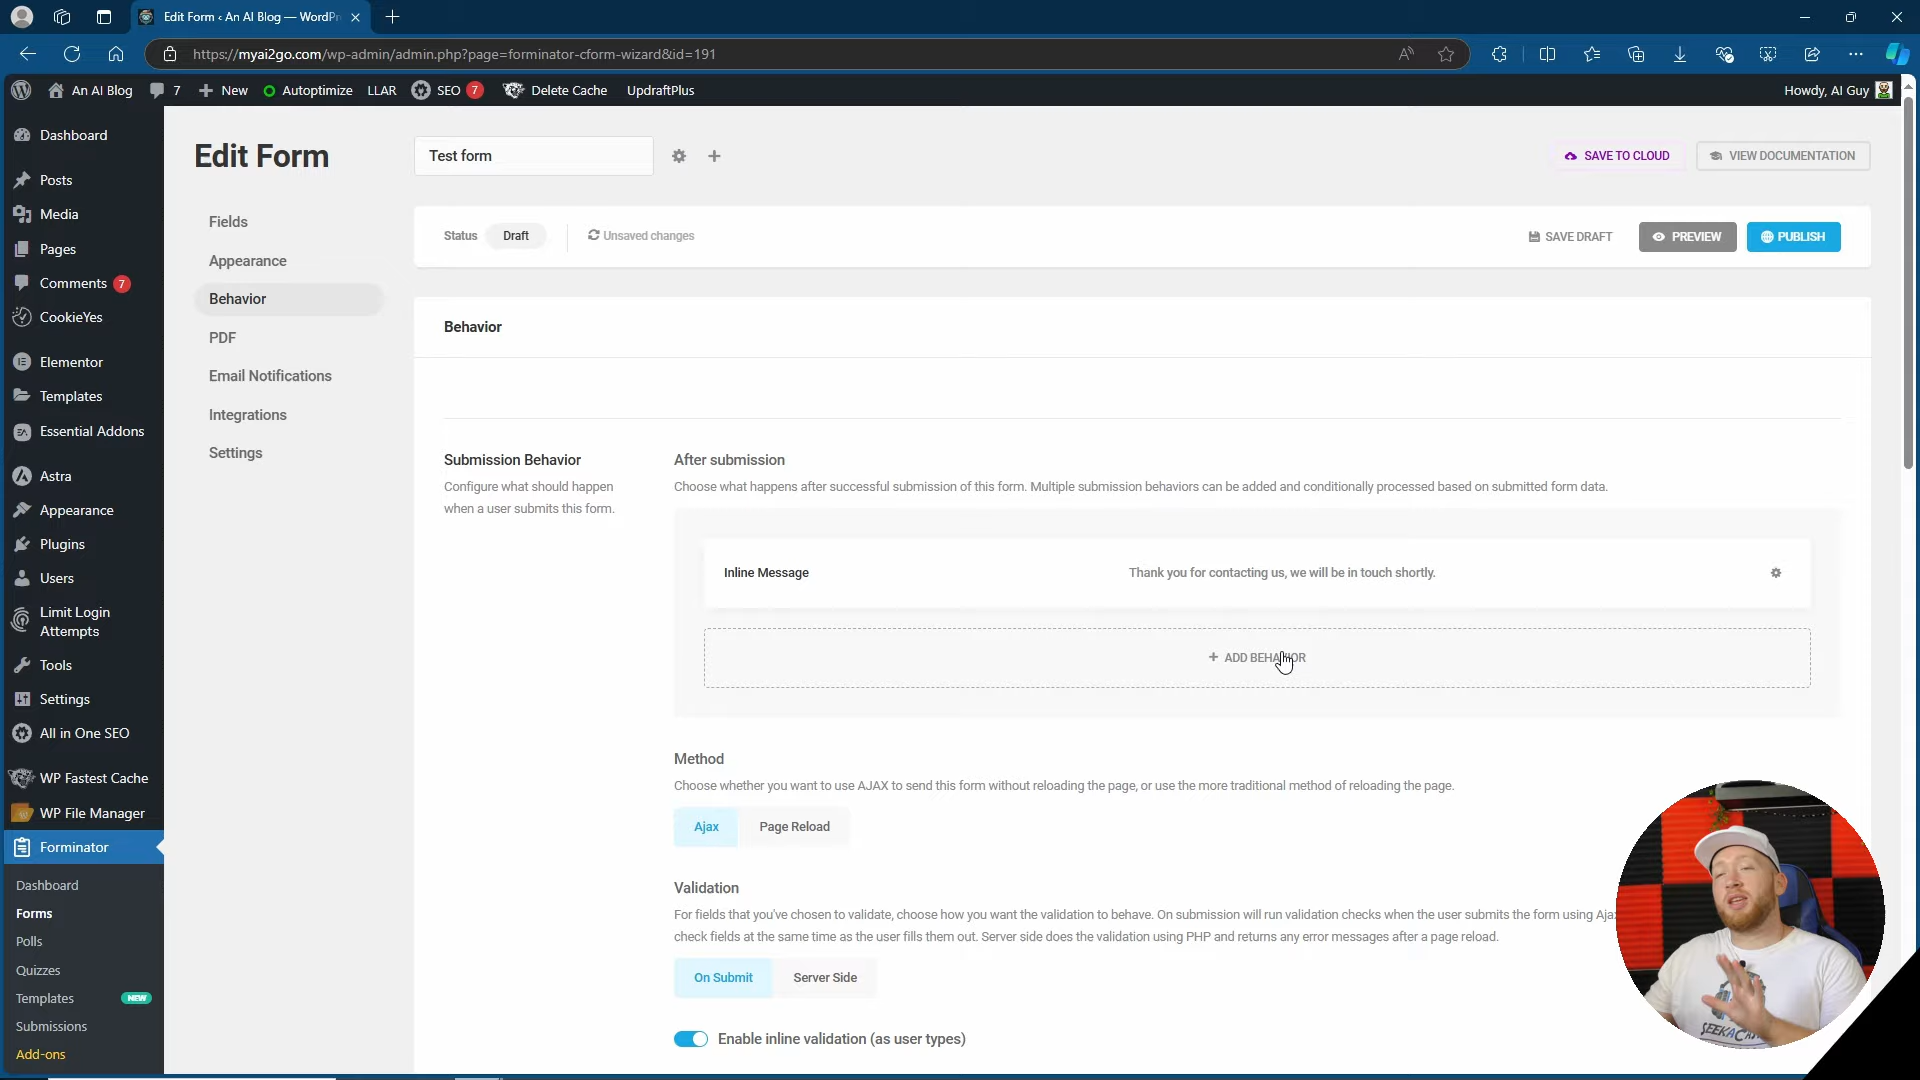 Edit Form ‹ An AI Blog — WordPr
https://myai2go.com/wp-admin/admin.php?page=forminator-cform-wizard&id=191
An AI Blog
7
New
Autoptimize
LLAR
SEO
7
Delete Cache
UpdraftPlus
Howdy, AI Guy
Dashboard
Posts
Media
Pages
Comments 7
CookieYes
Elementor
Templates
Essential Addons
Astra
Appearance
Plugins
Users
Limit Login
Attempts
Tools
Settings
All in One SEO
WP Fastest Cache
WP File Manager
Forminator
Dashboard
Forms
Polls
Quizzes
Templates NEW
Submissions
Add-ons
Edit Form
Test form
SAVE TO CLOUD
VIEW DOCUMENTATION
Fields
Appearance
Behavior
PDF
Email Notifications
Integrations
Settings
Status Draft
Unsaved changes
SAVE DRAFT
PREVIEW
PUBLISH
Behavior
Submission Behavior
Configure what should happen
when a user submits this form.
After submission
Choose what happens after successful submission of this form. Multiple submission behaviors can be added and conditionally processed based on submitted form data.
Inline Message
Thank you for contacting us, we will be in touch shortly.
+ ADD BEHAVIOR
Method
Choose whether you want to use AJAX to send this form without reloading the page, or use the more traditional method of reloading the page.
Ajax
Page Reload
Validation
For fields that you've chosen to validate, choose how you want the validation to behave. On submission will run validation checks when the user submits the form using Aja
check fields at the same time as the user fills them out. Server side does the validation using PHP and returns any error messages after a page reload.
On Submit
Server Side
Enable inline validation (as user types)